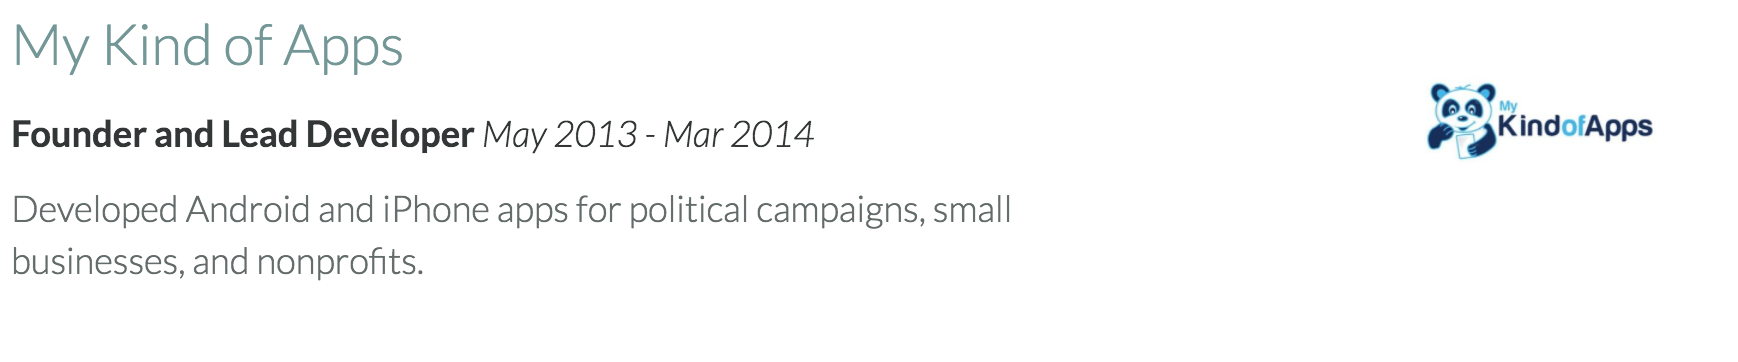 My Kind of Apps
Founder and Lead Developer May 2013 - Mar 2014
My
KindofApps
Developed Android and iPhone apps for political campaigns, small
businesses, and nonprofits.